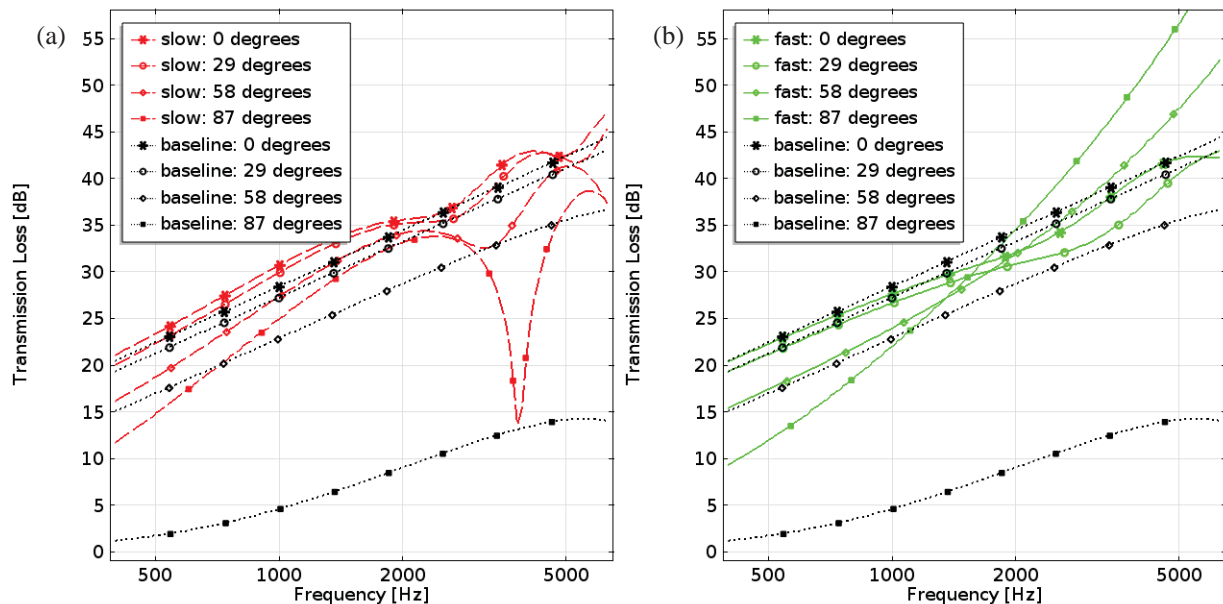 (a)
slow: 0 degrees
slow: 29 degrees
slow: 58 degrees
slow: 87 degrees
baseline: 0 degrees
baseline: 29 degrees
baseline: 58 degrees
baseline: 87 degrees
Transmission Loss [dB]
55
50
45
40
35
30
25
20
15
10
5
0
500
1000
2000
5000
Frequency [Hz]
(b)
fast: 0 degrees
fast: 29 degrees
fast: 58 degrees
fast: 87 degrees
baseline: 0 degrees
baseline: 29 degrees
baseline: 58 degrees
baseline: 87 degrees
Transmission Loss [dB]
55
50
45
40
35
30
25
20
15
10
5
0
500
1000
2000
5000
Frequency [Hz]